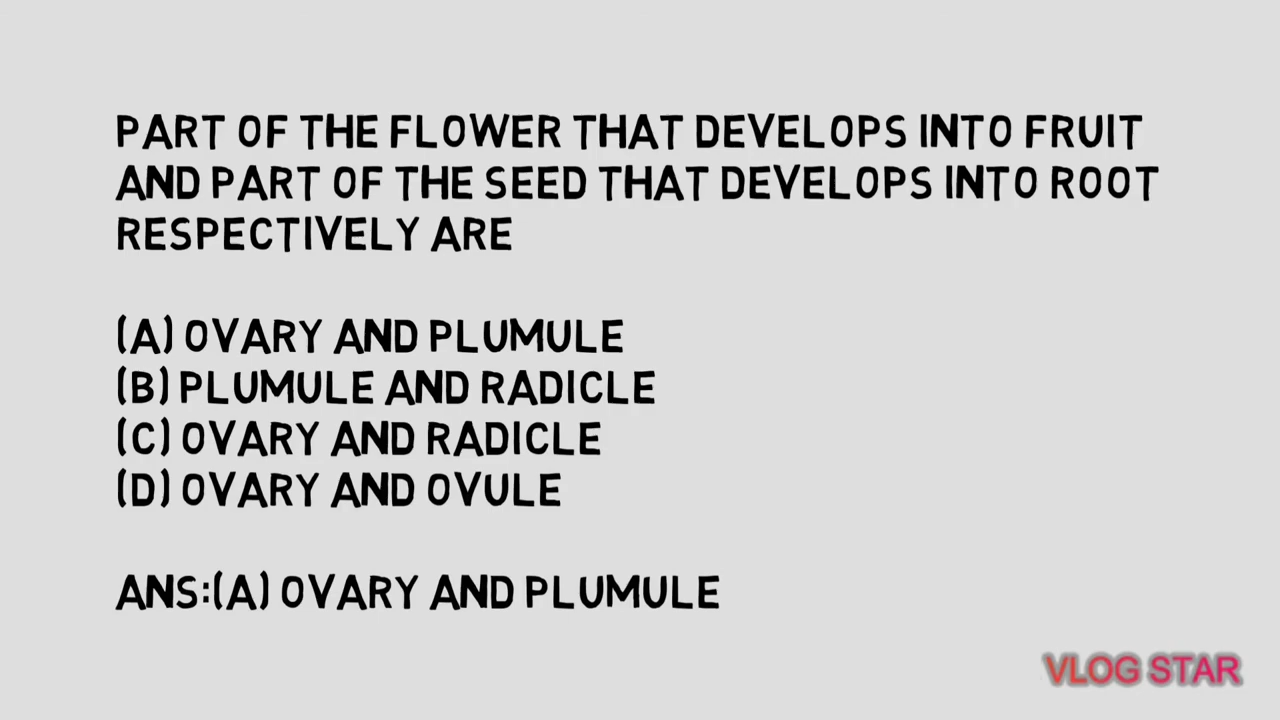 PART OF THE FLOWER THAT DEVELOPS INTO FRUIT
AND PART OF THE SEED THAT DEVELOPS INTO ROOT
RESPECTIVELY ARE
(A) OVARY AND PLUMULE
(B) PLUMULE AND RADICLE
(C) OVARY AND RADICLE
(D) OVARY AND OVULE
ANS:(A) OVARY AND PLUMULE
VLOG STAR